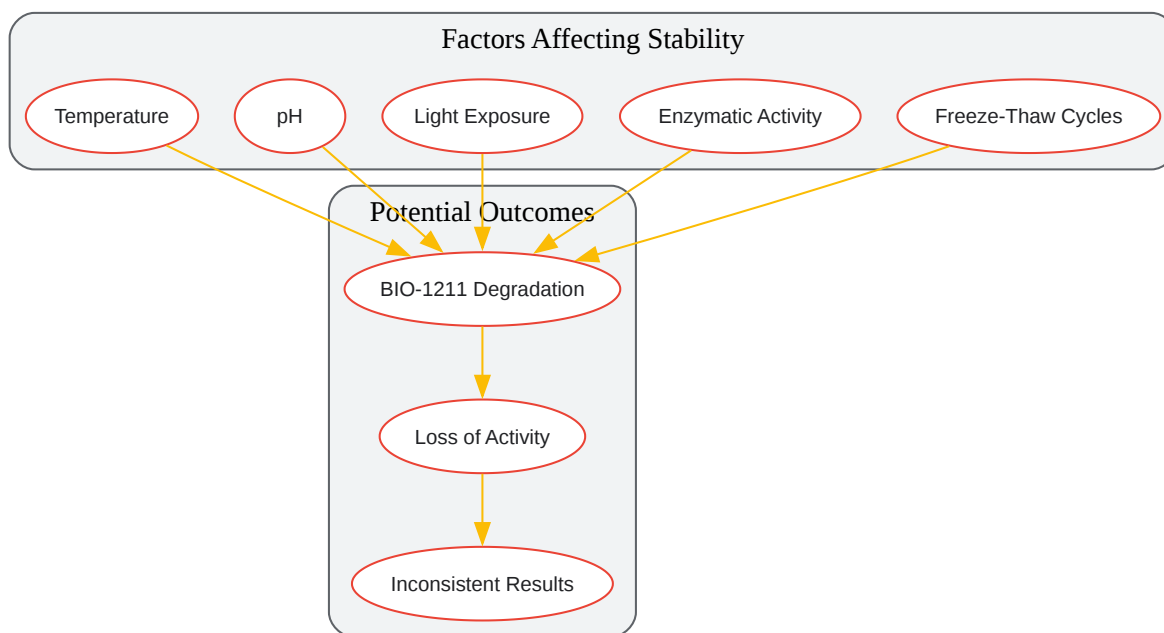 Factors Affecting Stability
Temperature
pH
Light Exposure
Enzymatic Activity
Freeze-Thaw Cycles
Potential Outcomes
BIO-1211 Degradation
Loss of Activity
Inconsistent Results